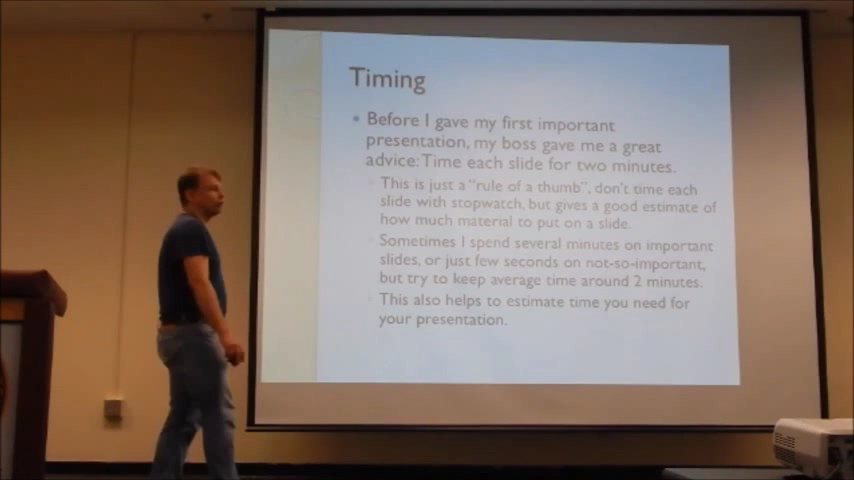 Timing
Before I gave my first important
presentation, my boss gave me a great
advice: Time each slide for two minutes.
This is just a "rule of a thumb", don't time each
slide with stopwatch, but gives a good estimate of
how much material to put on a slide.
Sometimes I spend several minutes on important
slides, or just few seconds on not-so-important,
but try to keep average time around 2 minutes.
This also helps to estimate time you need for
your presentation.